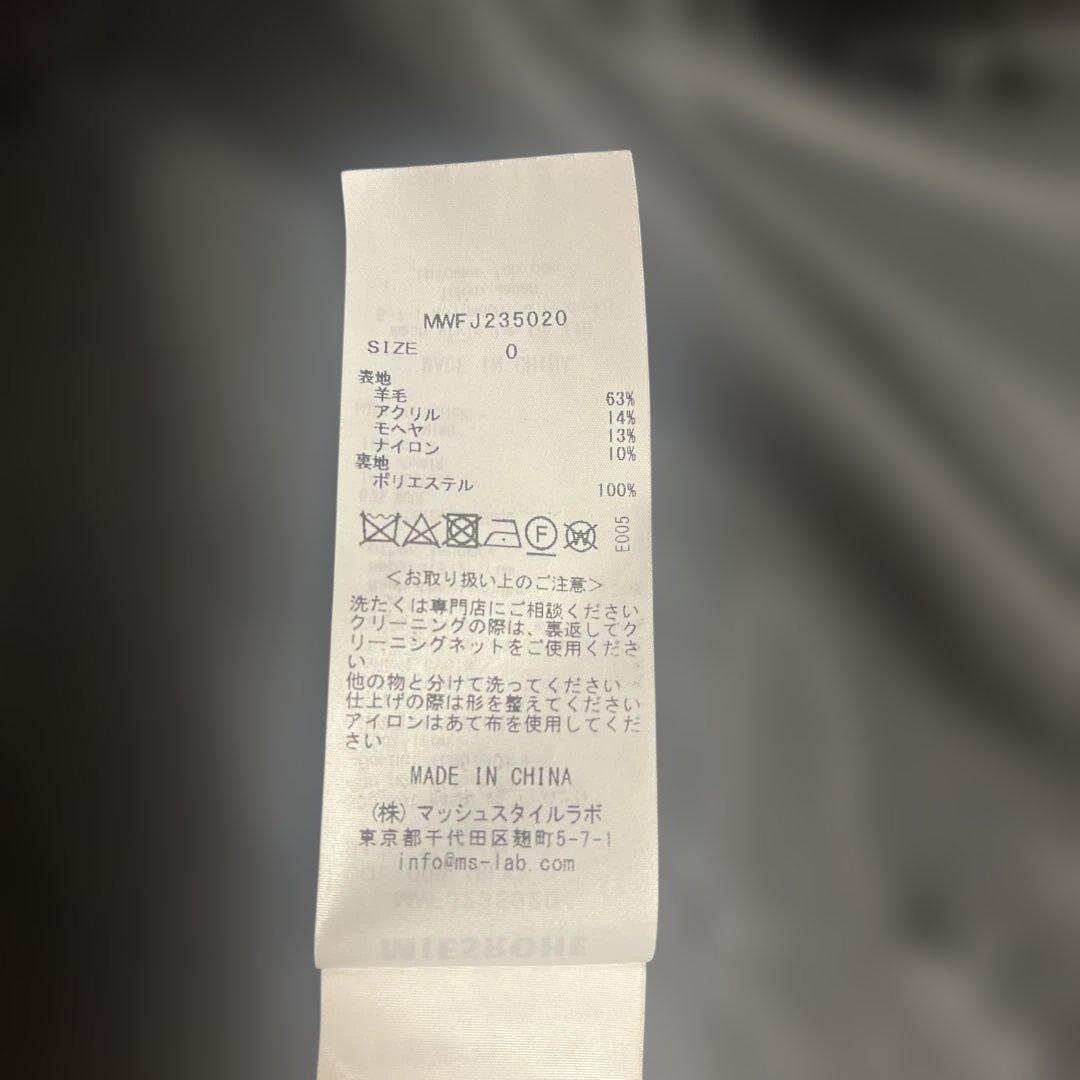 MWFJ235020
SIZE 0
表地
羊毛 63%
アクリル 14%
モヘヤ 13%
ナイロン 10%
裏地
ポリエステル 100%
F W E005
＜お取り扱い上のご注意＞
洗たくは専門店にご相談ください
クリーニングの際は、裏返してク
リーニングネットをご使用くださ
い
他の物と分けて洗ってください
仕上げの際は形を整えてください
アイロンはあて布を使用してくだ
さい
MADE IN CHINA
(株)マッシュスタイルラボ
東京都千代田区麹町5-7-1
info@ms-lab.com
MWFJ235020
MIESROHE